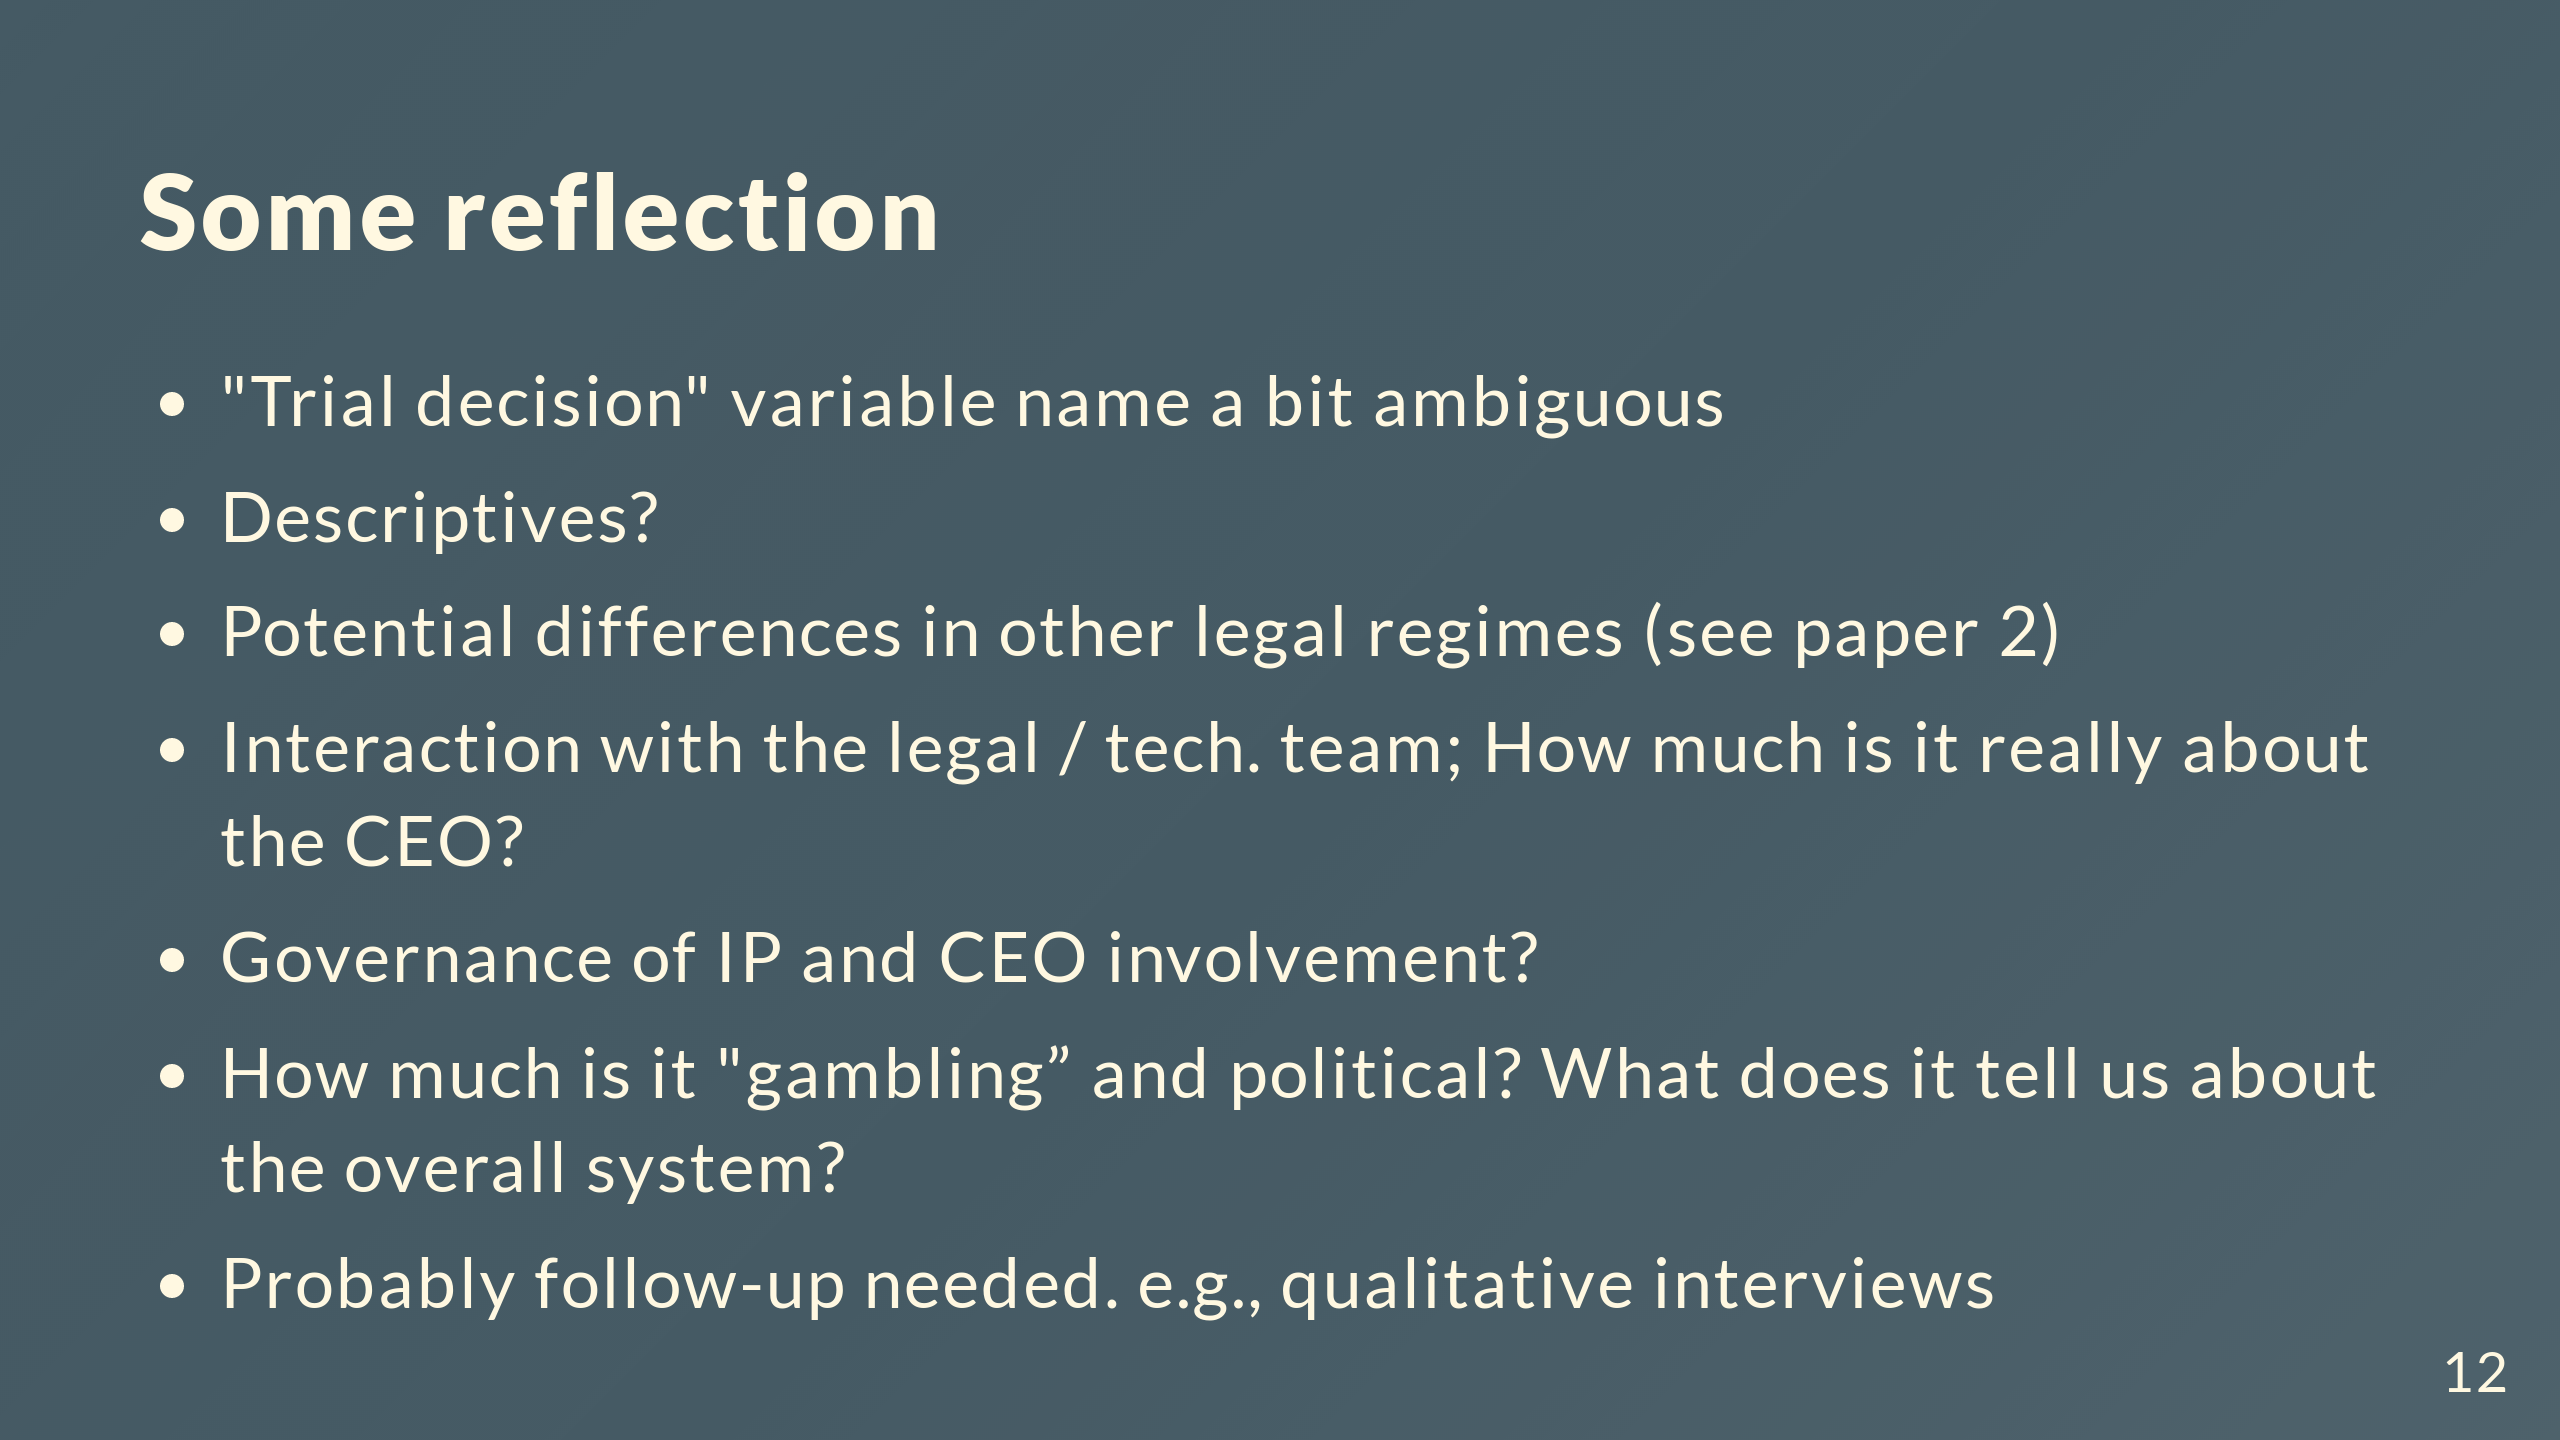 Some reflection
• "Trial decision" variable name a bit ambiguous
• Descriptives?
• Potential differences in other legal regimes (see paper 2)
• Interaction with the legal / tech. team; How much is it really about
the CEO?
• Governance of IP and CEO involvement?
• How much is it "gambling” and political? What does it tell us about
the overall system?
• Probably follow-up needed. e.g., qualitative interviews
12